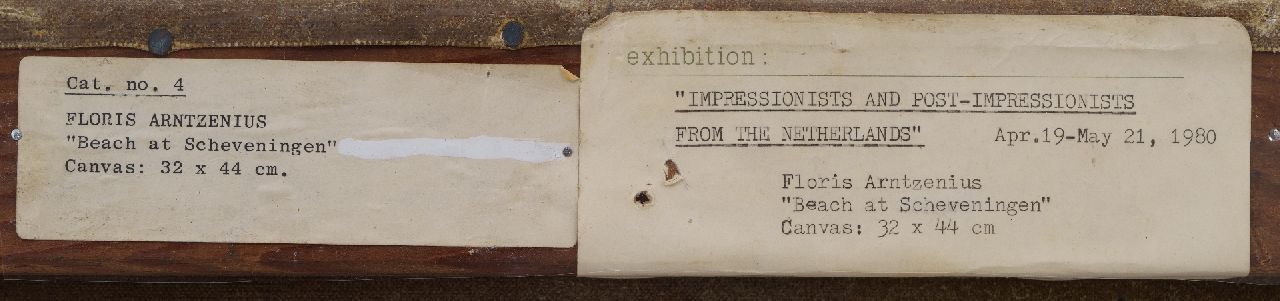 Cat. no. 4
FLORIS ARNTZENIUS
"Beach at Scheveningen"
Canvas: 32 x 44 cm.
exhibition:
"IMPRESSIONISTS AND POST-IMPRESSIONISTS
FROM THE NETHERLANDS" Apr.19-May 21, 1980
Floris Arntzenius
"Beach at Scheveningen"
Canvas: 32 x 44 cm